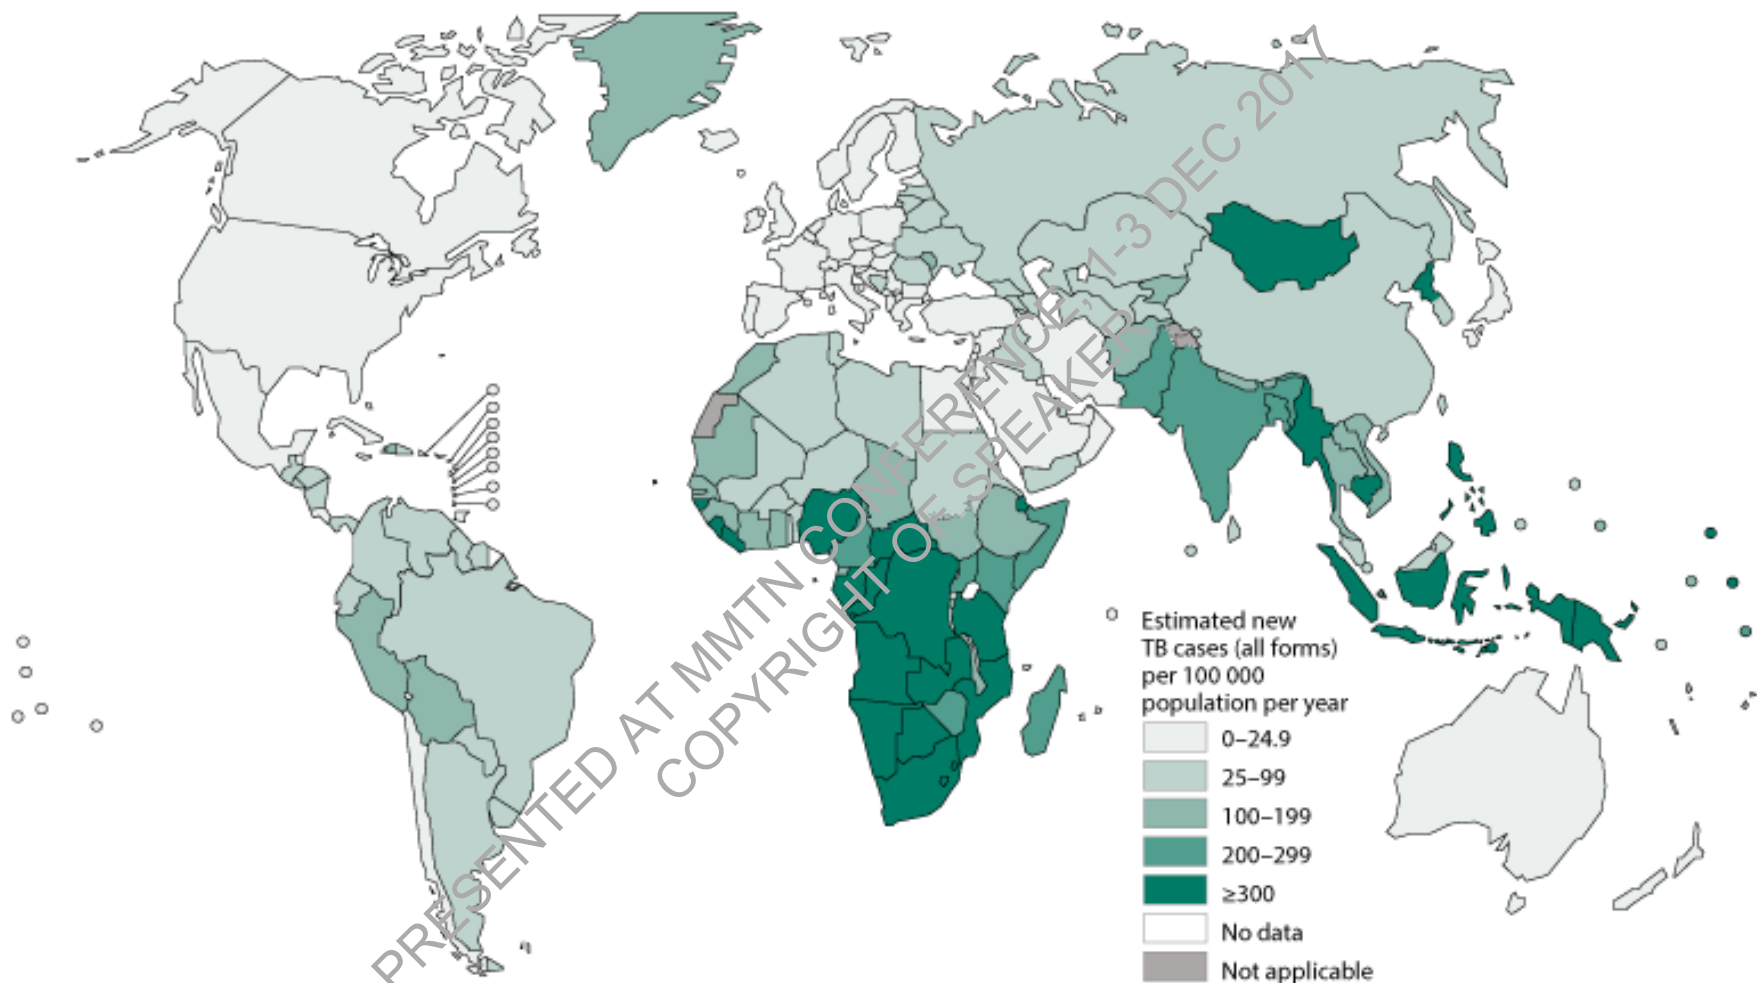 PRESENTED AT MMTN CONFERENCE, 1-3 DEC 2017
COPYRIGHT OF SPEAKER
Estimated new
TB cases (all forms)
per 100 000
population per year
0–24.9
25–99
100–199
200–299
≥300
No data
Not applicable